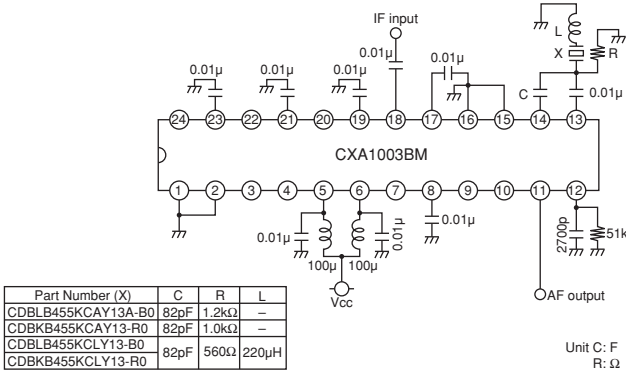 IF input
L
X
R
0.01μ
0.01μ
0.01μ
0.01μ
0.01μ
C
0.01μ
24 23 22 21 20 19 18 17 16 15 14 13
CXA1003BM
1 2 3 4 5 6 7 8 9 10 11 12
0.01μ
0.01μ
0.01μ
2700p
51k
100μ 100μ
Vcc
AF output
Part Number (X) C R L
CDBLB455KCAY13A-B0 82pF 1.2kΩ –
CDBKB455KCAY13-R0 82pF 1.0kΩ –
CDBLB455KCLY13-B0 82pF 560Ω 220μH
CDBKB455KCLY13-R0
Unit C: F
R: Ω